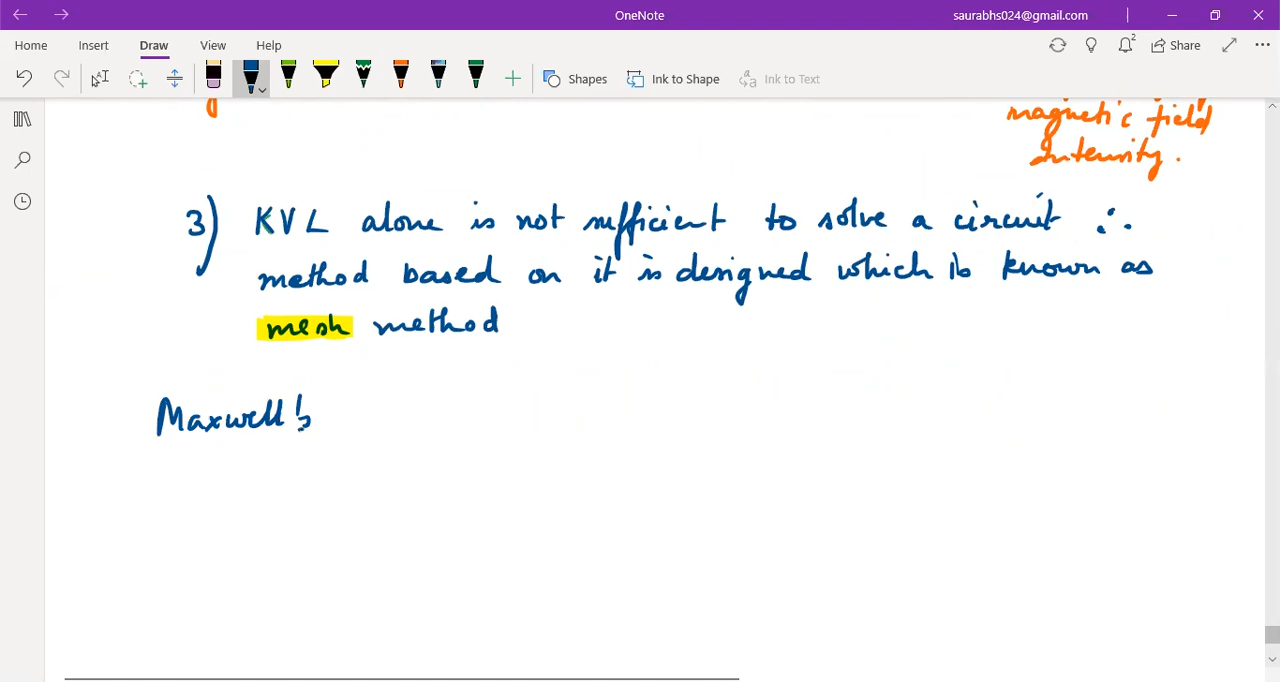 OneNote
saurabhs024@gmail.com
Home Insert Draw View Help
Share
Shapes
Ink to Shape
Ink to Text
magnetic field
Intensity.
3) KVL alone is not sufficient to solve a circuit ∴
method based on it is designed which is known as
mesh method
Maxwell's